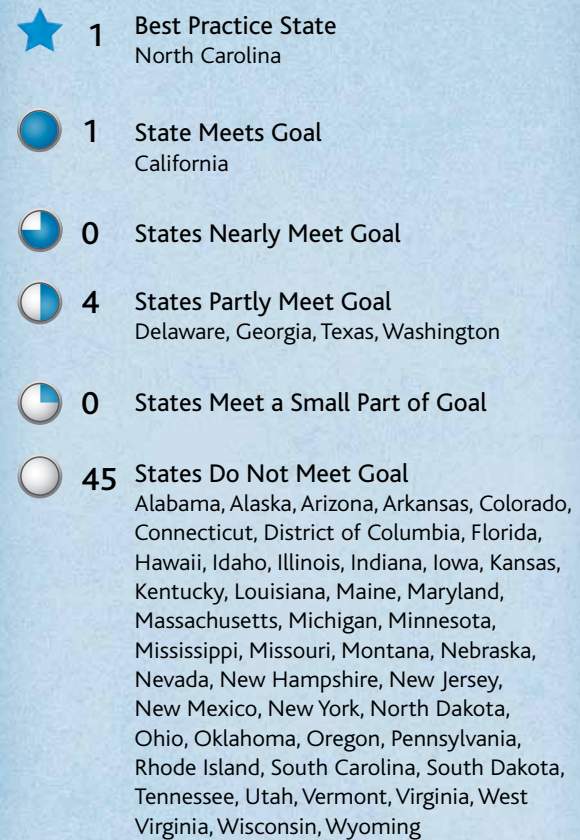 1 Best Practice State
North Carolina
1 State Meets Goal
California
0 States Nearly Meet Goal
4 States Partly Meet Goal
Delaware, Georgia, Texas, Washington
0 States Meet a Small Part of Goal
45 States Do Not Meet Goal
Alabama, Alaska, Arizona, Arkansas, Colorado,
Connecticut, District of Columbia, Florida,
Hawaii, Idaho, Illinois, Indiana, Iowa, Kansas,
Kentucky, Louisiana, Maine, Maryland,
Massachusetts, Michigan, Minnesota,
Mississippi, Missouri, Montana, Nebraska,
Nevada, New Hampshire, New Jersey,
New Mexico, New York, North Dakota,
Ohio, Oklahoma, Oregon, Pennsylvania,
Rhode Island, South Carolina, South Dakota,
Tennessee, Utah, Vermont, Virginia, West
Virginia, Wisconsin, Wyoming